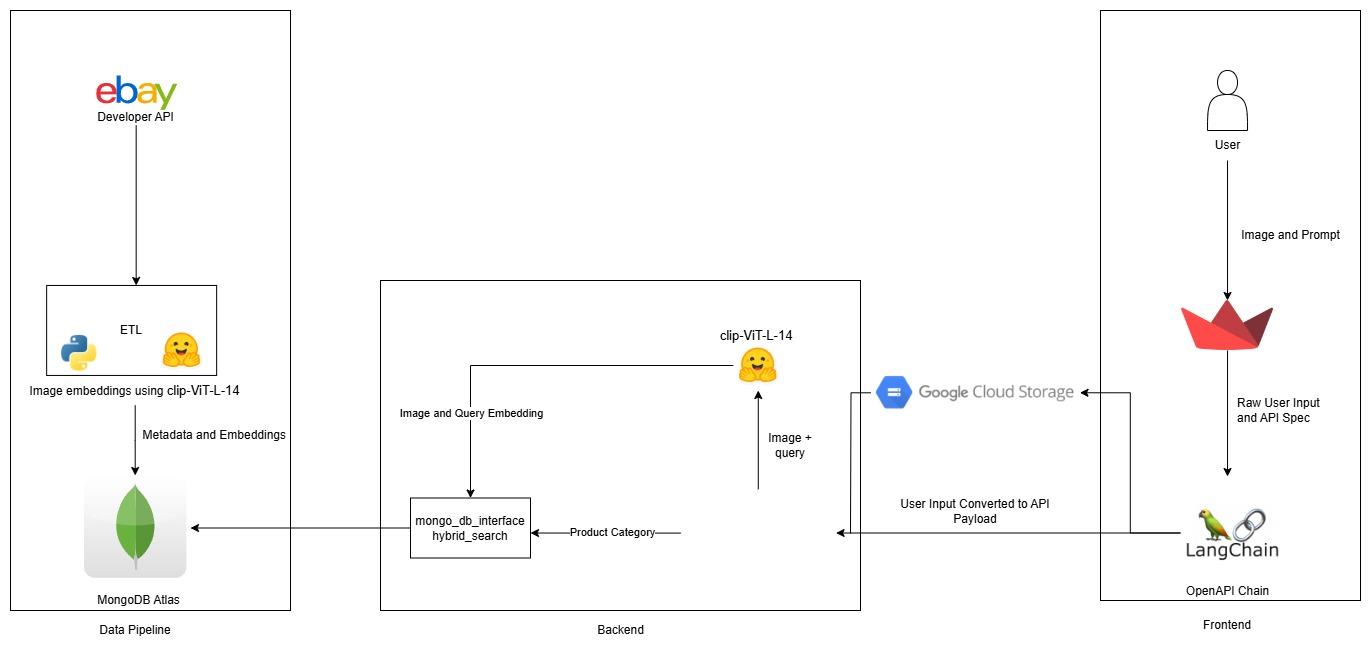 ebay
Developer API
ETL
Image embeddings using clip-ViT-L-14
Metadata and Embeddings
MongoDB Atlas
Data Pipeline
clip-ViT-L-14
Image and Query Embedding
Image +
query
mongo_db_interface
hybrid_search
Product Category
Backend
Google Cloud Storage
User Input Converted to API
Payload
User
Image and Prompt
Raw User Input
and API Spec
LangChain
OpenAPI Chain
Frontend